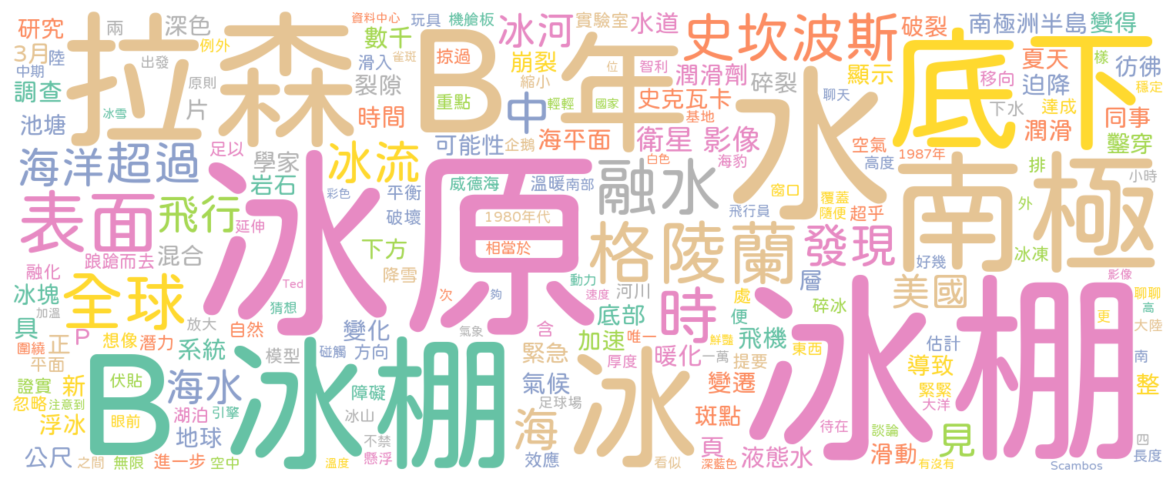 研究 兩 深色 資料中心 玩具 機艙板 冰河 實驗室 水道 史坎波斯 破裂 南極洲半島 變得
3月 陸 例外 數千 雀斑 掠過 崩裂 位 智利 潤滑劑 碎裂 顯示 夏天 樣 彷彿
中期 出發 滑入 縮小 移向 迫降 穩定
調查 原則 片 裂隙 重點 輕輕 國家 史克瓦卡 聊天 下水 達成
拉森 B 年 底下
池塘 冰雪 時間 中 海平面 基地 潤滑 同事
可能性 企鵝 衛星 影像 空氣 鑿穿
海洋 超過 足以 學家 冰流 白色 海豹 高度 1987年 排 小時
水 南極
岩石 彩色 平衡 威德海 溫暖 南部 融水 窗口 覆蓋 外
表面 飛行 延伸 破壞 1980年代 飛行員 隨便 超乎
冰原
踉蹌而去 混合 下方 相當於 格陵蘭 發現 好幾 冰凍
融化 降雪 層 影像
冰塊 加溫 Ted 猜想 次 夠 動力 速度 河川 時 處 美國 聊聊 高
全球 放大 自然 變化 氣象 含 底部 便 碎冰 更 大陸
具 P 想像 潛力 加速 唯一 飛機 鮮豔
圍繞 正 系統 模型 碰觸 方向 緊急 厚度 暖化 一萬 東西 估計 南
平面 提要 導致
B冰棚 冰 冰棚
證實 新 伏貼 海水 障礙 氣候 變遷 緊緊 整
忽略 注意到 湖泊 引擎 冰山 足球場 斑點 大洋
浮冰 眼前 地球 不禁 海 頁 待在 談論 見 四
公尺 之間 無限 進一步 空中 溫度 懸浮 效應 看似 深藍色 液態水 滑動 有沒有 Scambos 長度